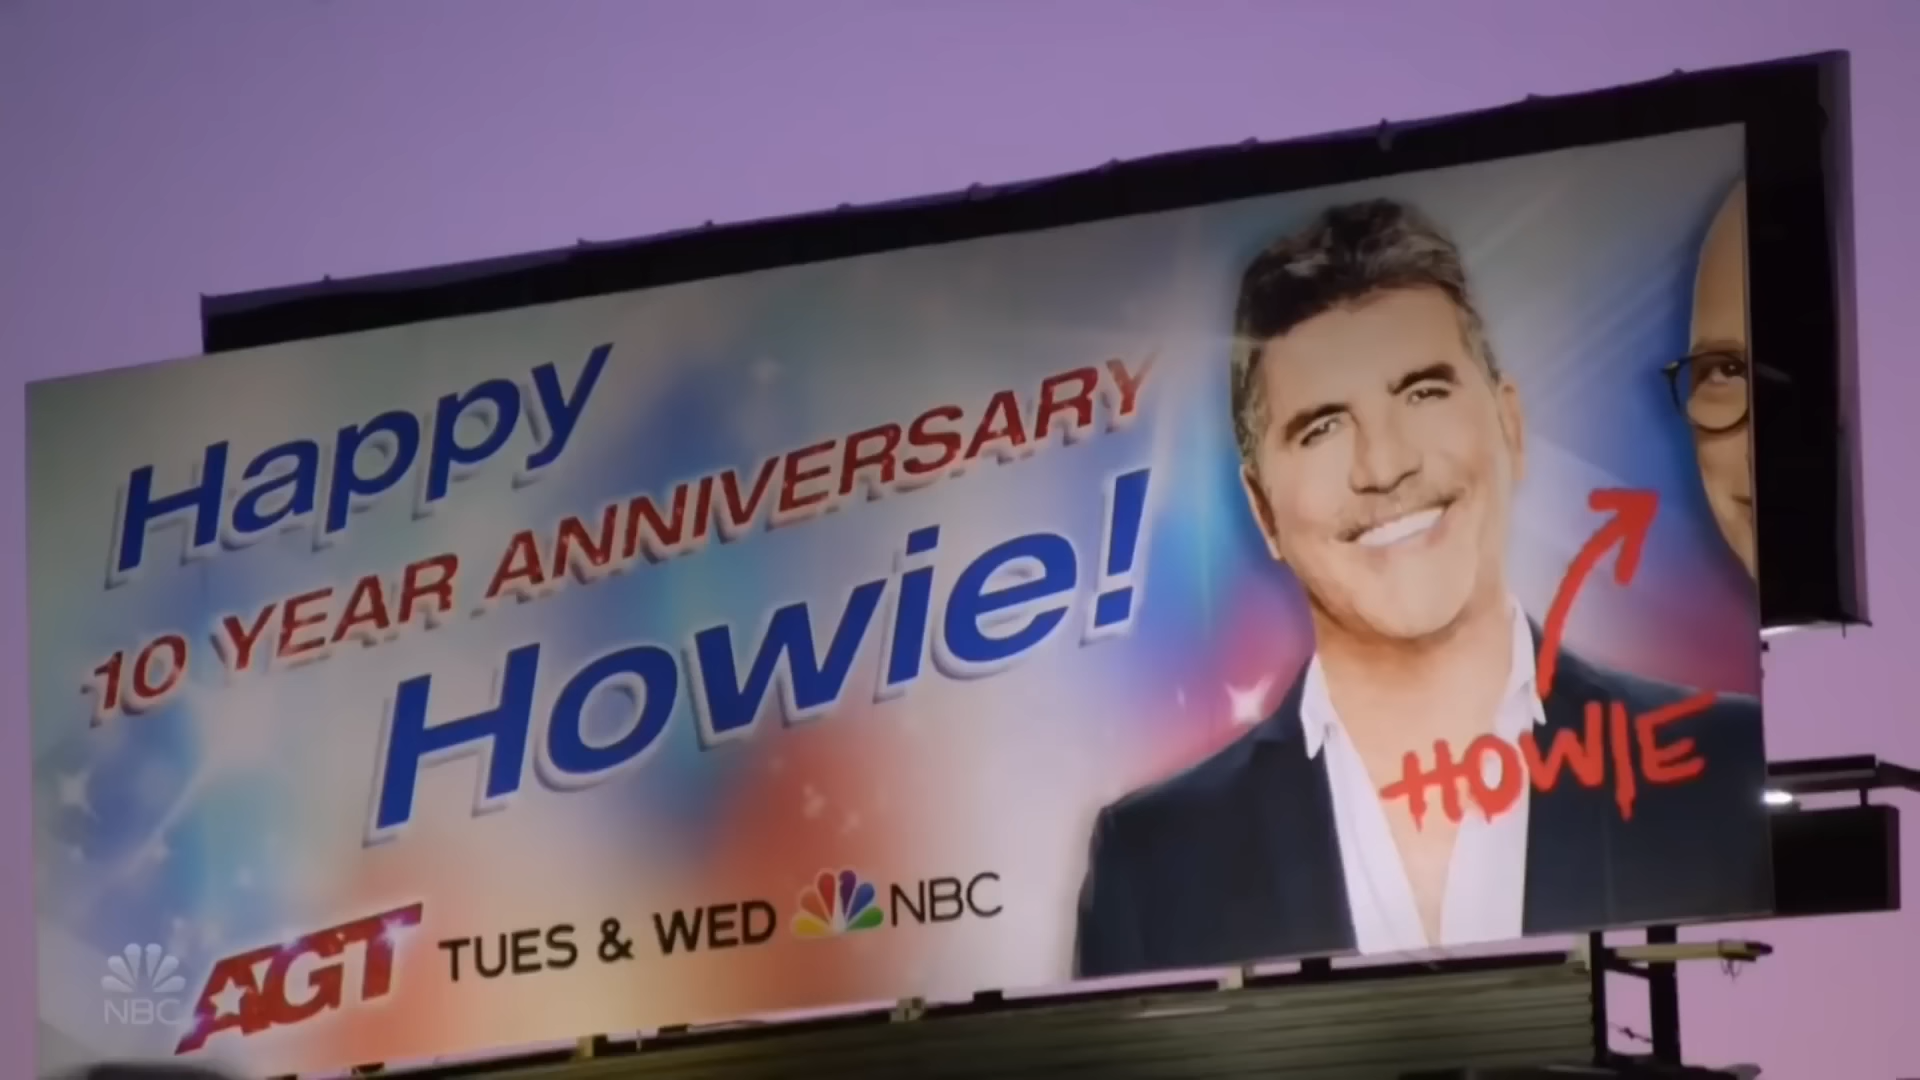 Happy
10 YEAR ANNIVERSARY
Howie!
HOWIE
AGT TUES & WED NBC
NBC